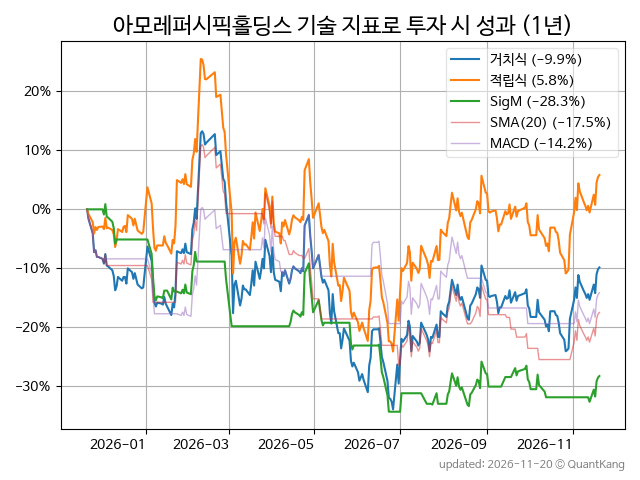 아모레퍼시픽홀딩스 기술 지표로 투자 시 성과 (1년)
거치식 (−9.9%)
적립식 (5.8%)
SigM (−28.3%)
SMA(20) (−17.5%)
MACD (−14.2%)
20%
10%
0%
−10%
−20%
−30%
2026-01
2026-03
2026-05
2026-07
2026-09
2026-11
updated: 2026-11-20 © QuantKang